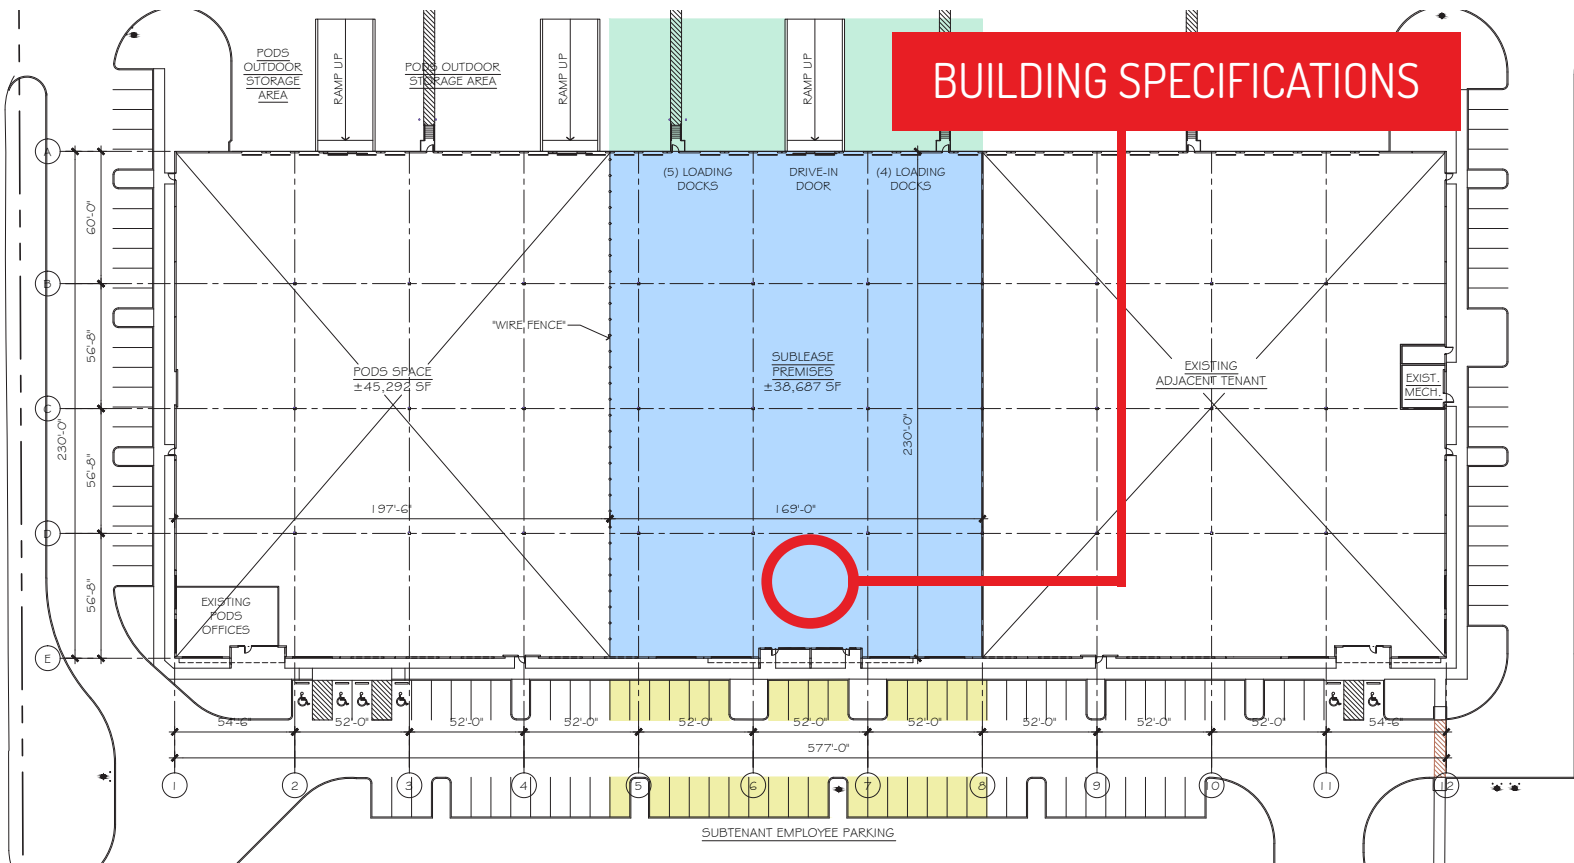 PODS
OUTDOOR
STORAGE
AREA
RAMP UP
PODS OUTDOOR
STORAGE AREA
RAMP UP
RAMP UP
BUILDING SPECIFICATIONS
A
(5) LOADING
DOCKS
DRIVE-IN
DOOR
(4) LOADING
DOCKS
60'-0"
B
"WIRE FENCE"
56'-8"
PODS SPACE
±45,292 SF
SUBLEASE
PREMISES
±38,687 SF
EXISTING
ADJACENT TENANT
EXIST.
MECH.
C
230'-0"
230'-0"
56'-8"
197'-6"
169'-0"
D
56'-8"
EXISTING
PODS
OFFICES
E
54'-6"
52'-0"
52'-0"
52'-0"
52'-0"
52'-0"
52'-0"
52'-0"
52'-0"
52'-0"
54'-6"
577'-0"
1
2
3
4
5
6
7
8
9
10
11
12
SUBTENANT EMPLOYEE PARKING